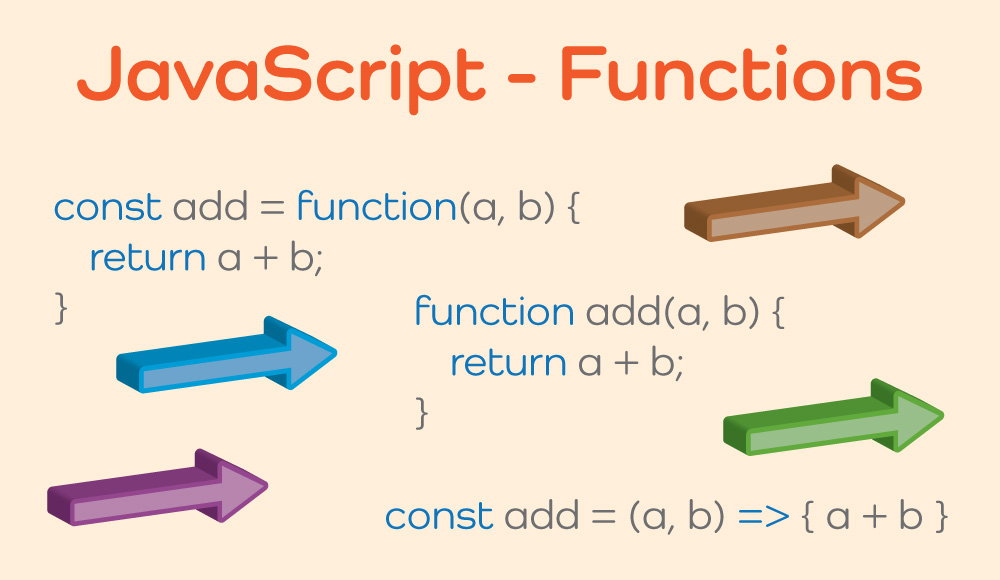 JavaScript - Functions
const add = function(a, b) {
return a + b;
}
function add(a, b) {
return a + b;
}
const add = (a, b) => { a + b }